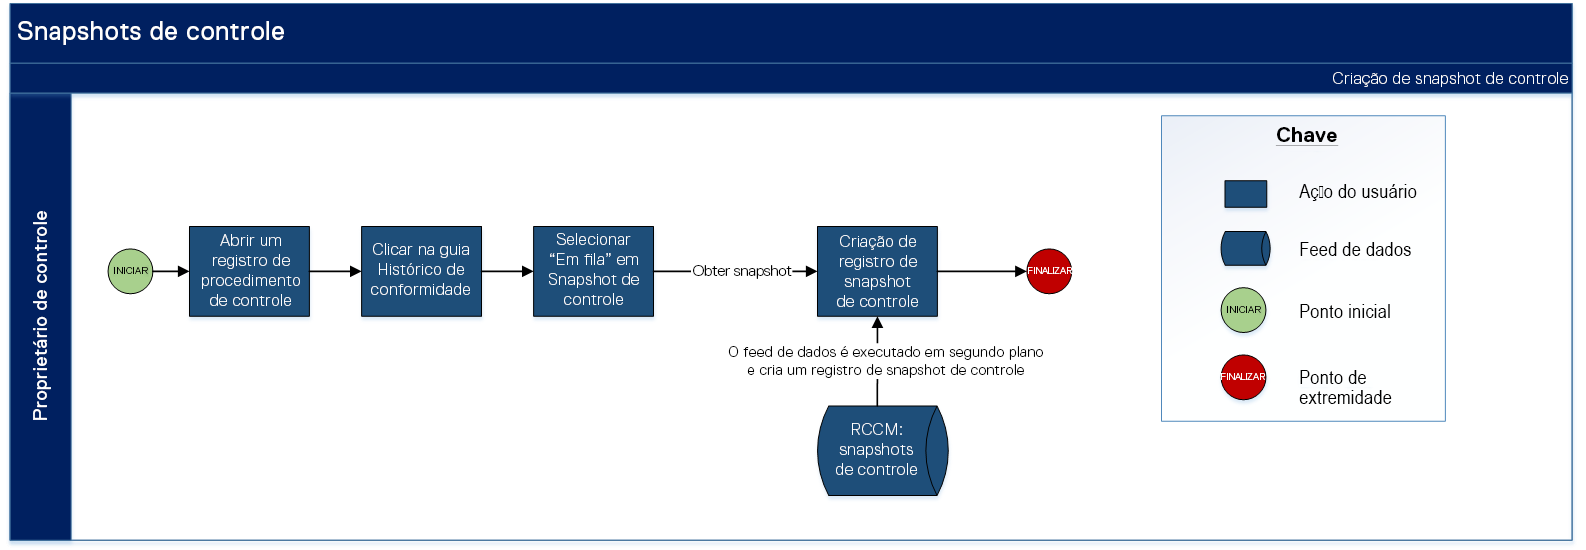 Snapshots de controle
Criação de snapshot de controle
Proprietário de controle
INICIAR
Abrir um
registro de
procedimento
de controle
Clicar na guia
Histórico de
conformidade
Selecionar
“Em fila” em
Snapshot de
controle
Obter snapshot
Criação de
registro de
snapshot
de controle
FINALIZAR
O feed de dados é executado em segundo plano
e cria um registro de snapshot de controle
RCCM:
snapshots
de controle
Chave
Aç▯o do usuário
Feed de dados
INICIAR
Ponto inicial
FINALIZAR
Ponto de
extremidade